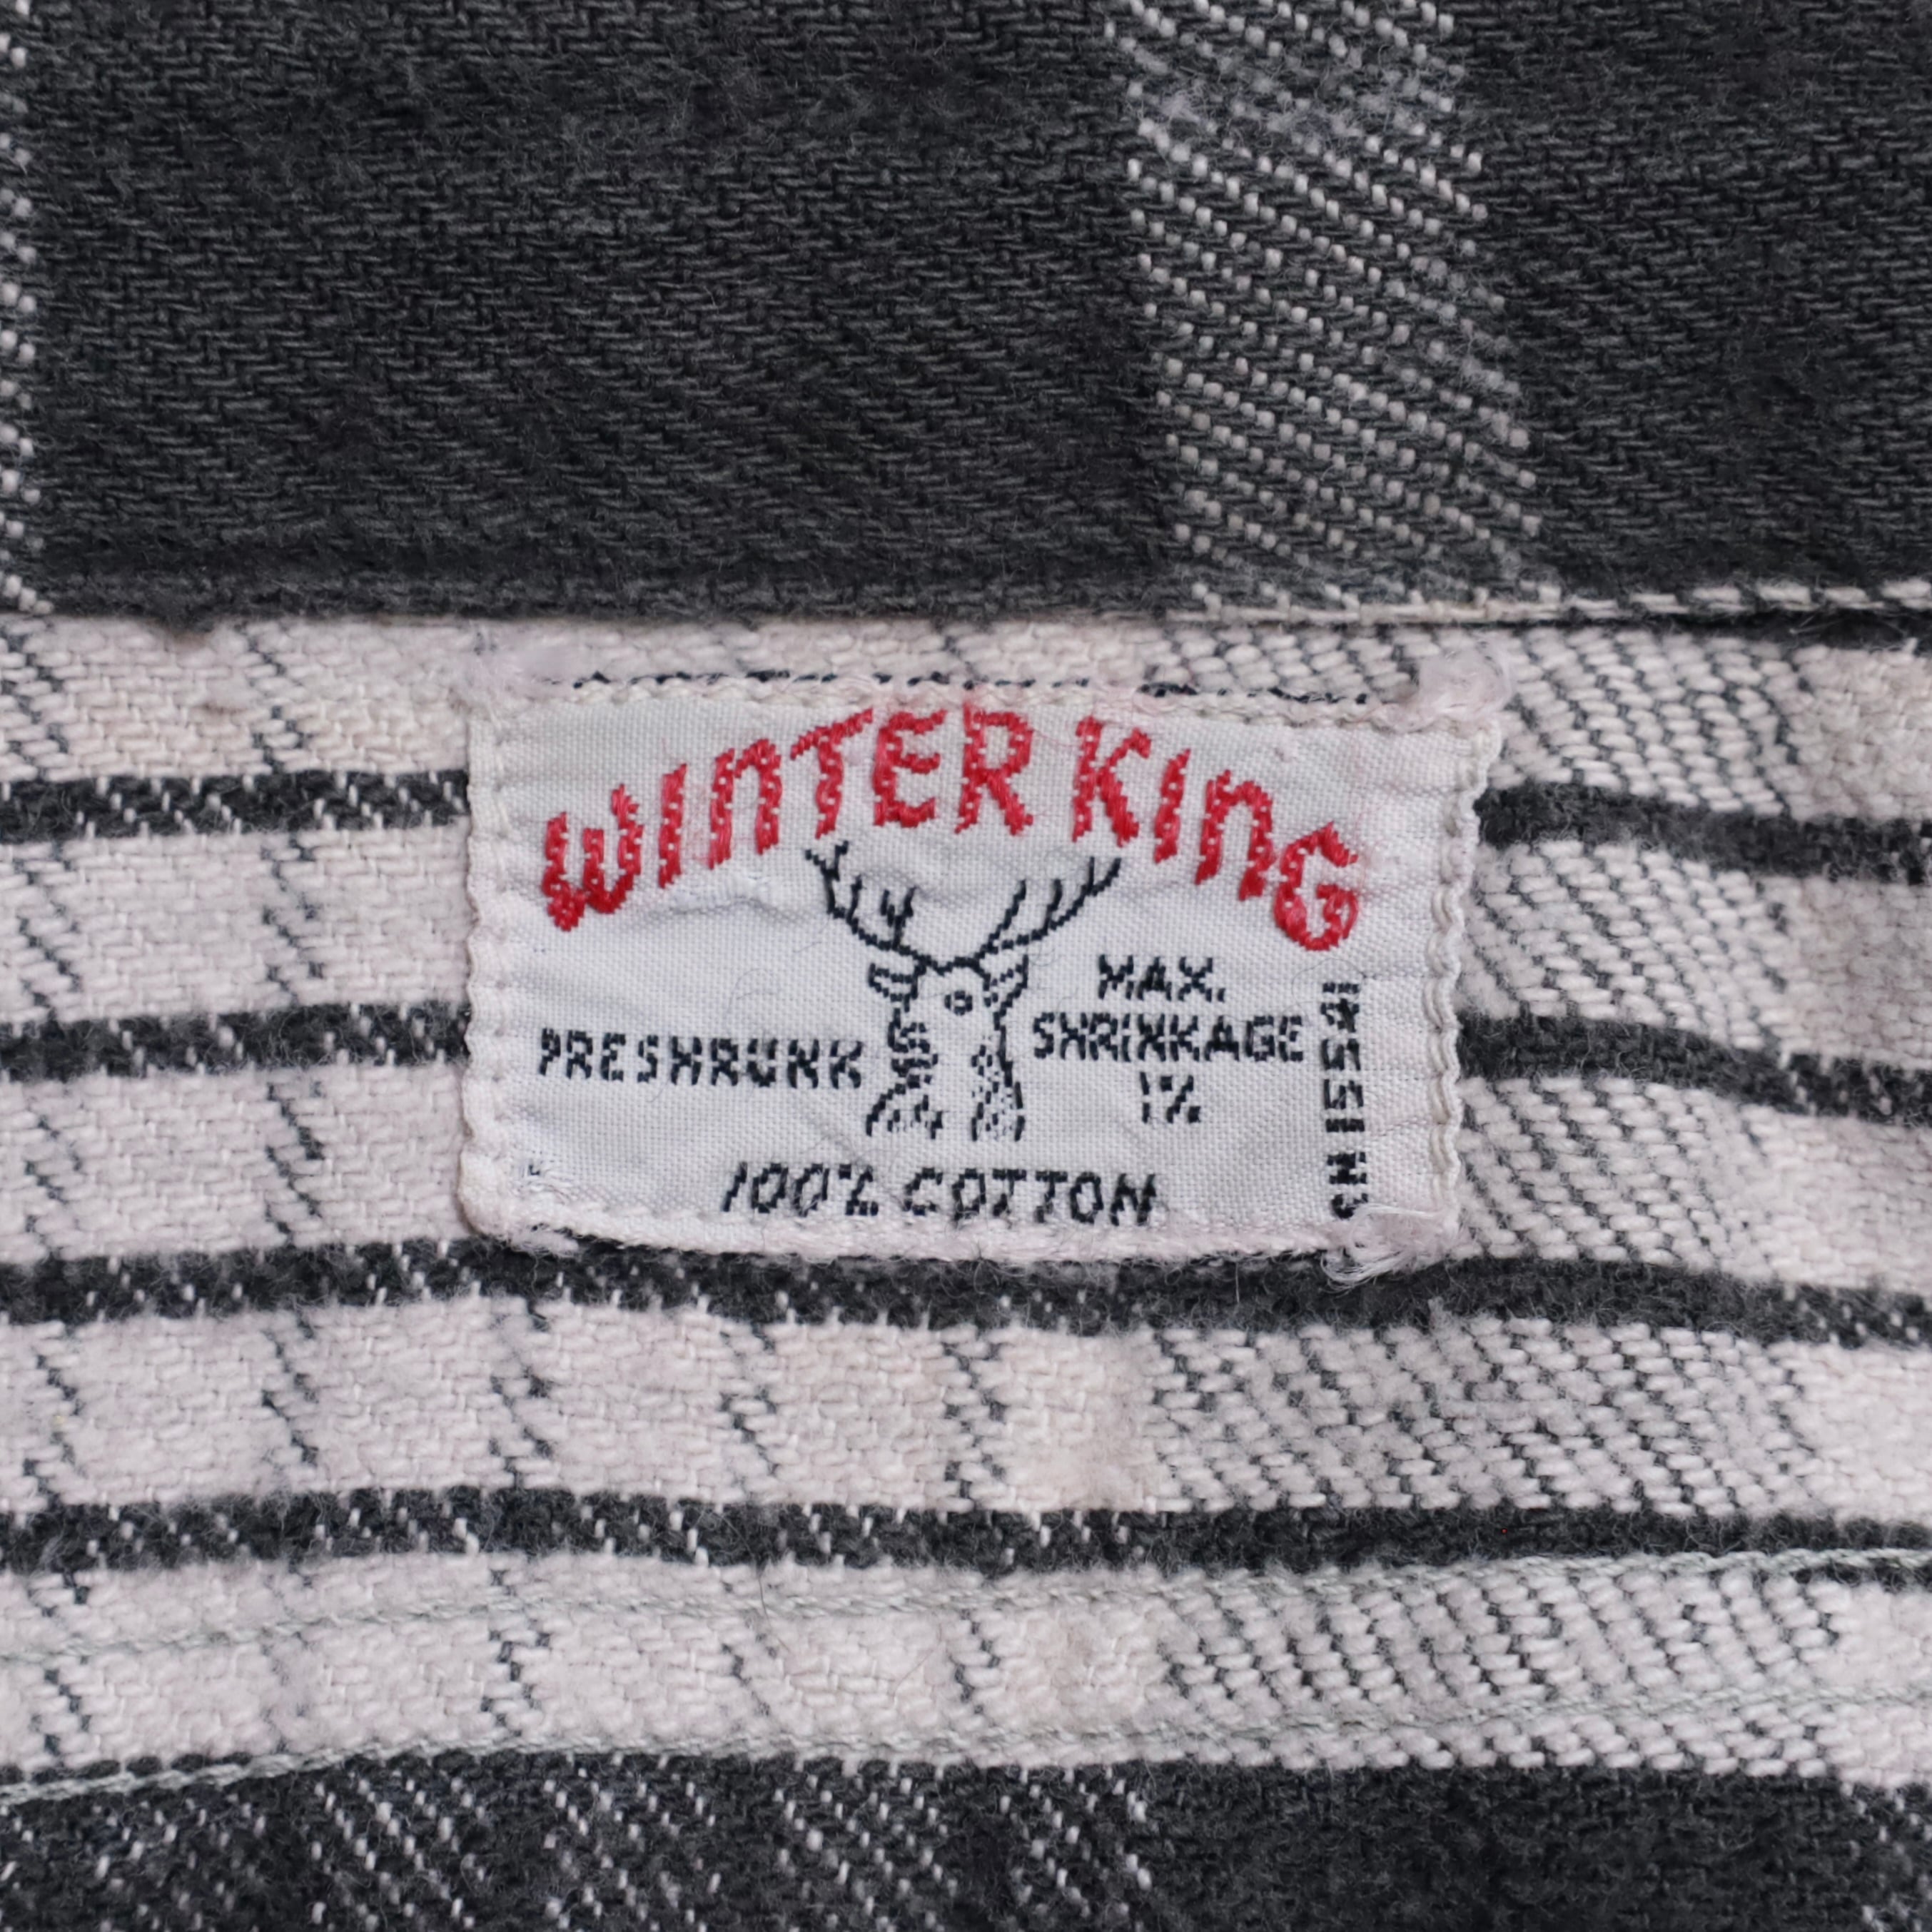 WINTER KING
PRESHRUNK
MAX.
SHRINKAGE
1%
100% COTTON